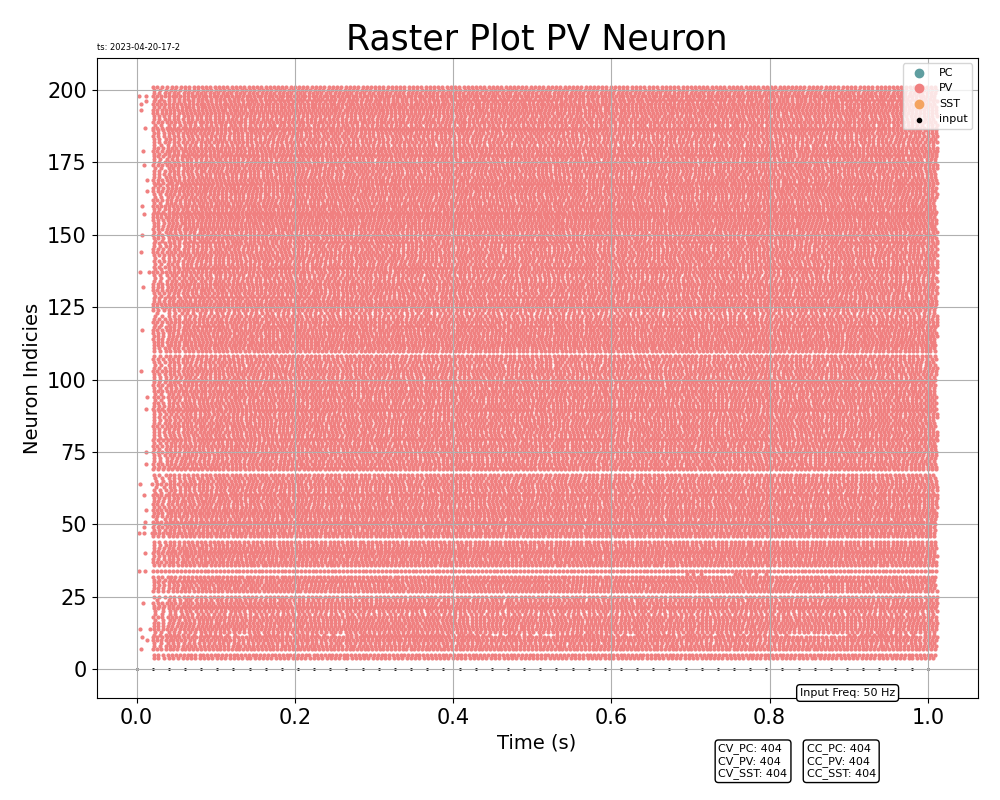 Raster Plot PV Neuron
ts: 2023-04-20-17-2
PC
PV
SST
input
200
175
150
125
100
75
50
25
0
Neuron Indicies
0.0 0.2 0.4 0.6 0.8 1.0
Time (s)
Input Freq: 50 Hz
CV_PC: 404
CV_PV: 404
CV_SST: 404
CC_PC: 404
CC_PV: 404
CC_SST: 404